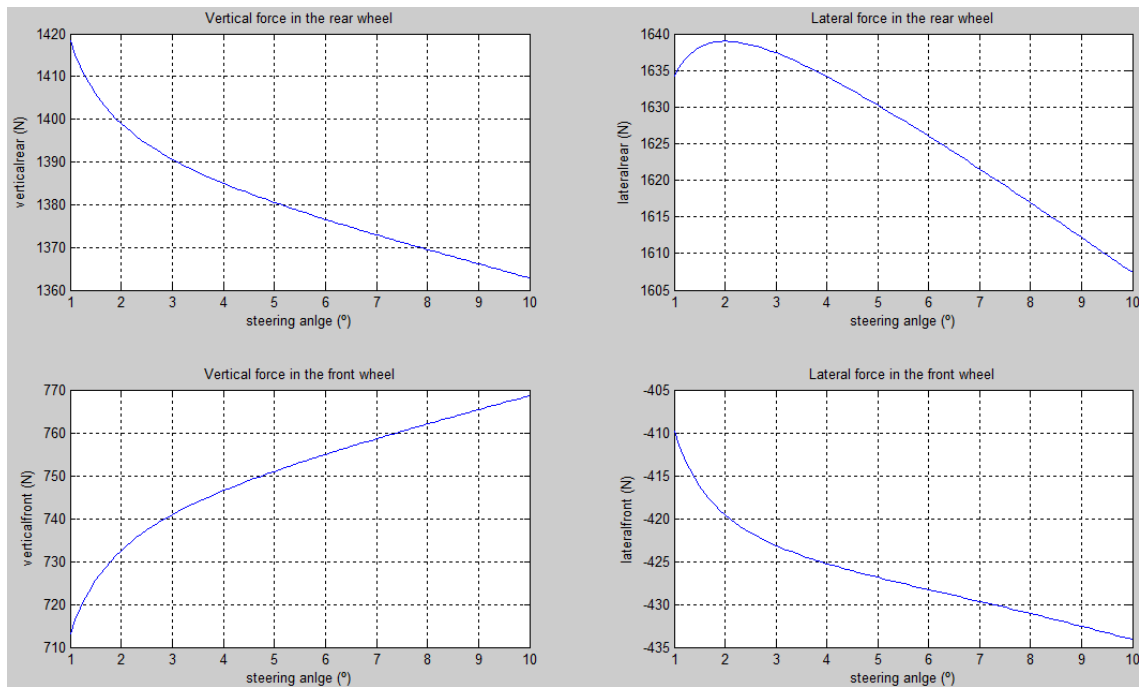 Vertical force in the rear wheel
1420
1410
1400
1390
1380
1370
1360
verticalrear (N)
1 2 3 4 5 6 7 8 9 10
steering anlge (º)
Lateral force in the rear wheel
1640
1635
1630
1625
1620
1615
1610
1605
lateralrear (N)
1 2 3 4 5 6 7 8 9 10
steering anlge (º)
Vertical force in the front wheel
770
760
750
740
730
720
710
verticalfront (N)
1 2 3 4 5 6 7 8 9 10
steering anlge (º)
Lateral force in the front wheel
-405
-410
-415
-420
-425
-430
-435
lateralfront (N)
1 2 3 4 5 6 7 8 9 10
steering anlge (º)